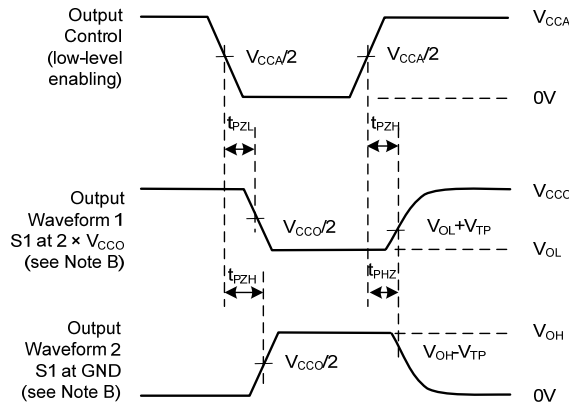 Output
Control
(low-level
enabling)
VCCA/2
VCCA/2
VCCA
0V
tPZL
tPZH
Output
Waveform 1
S1 at 2 × VCCO
(see Note B)
VCCO/2
VOL+VTP
VCCO
VOL
tPZH
tPHZ
Output
Waveform 2
S1 at GND
(see Note B)
VCCO/2
VOH-VTP
VOH
0V